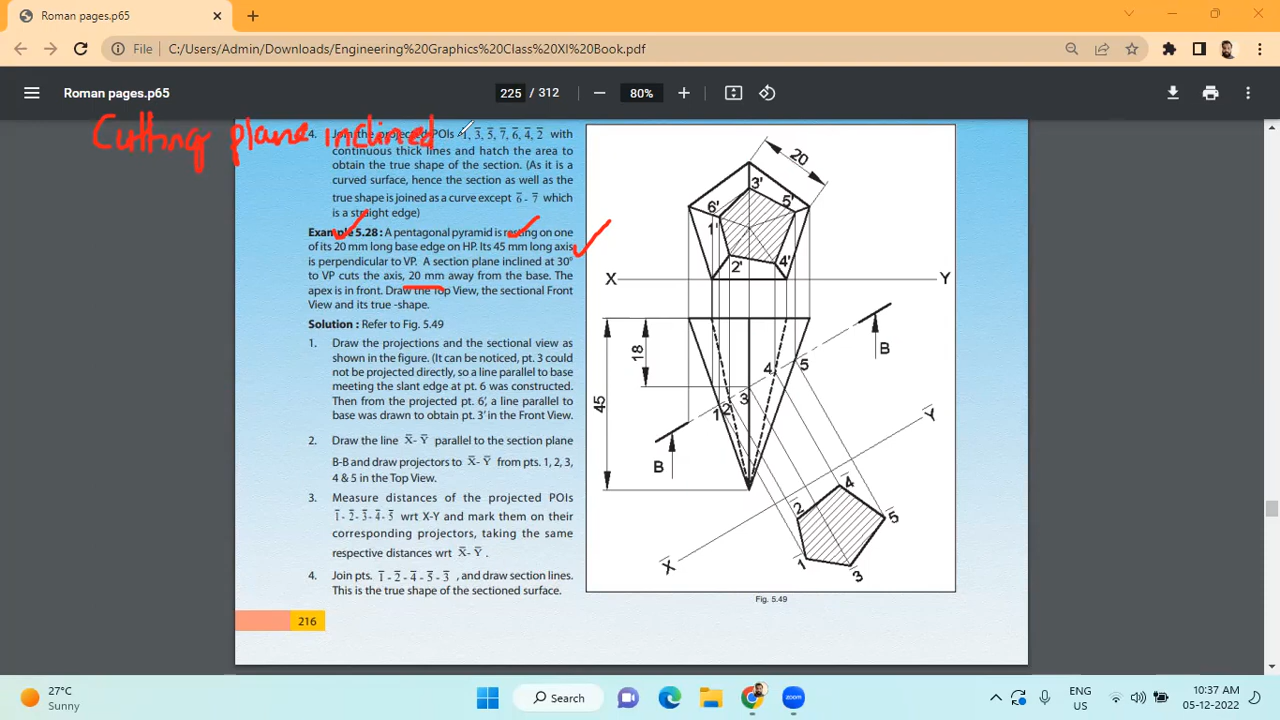 Roman pages.p65
File
C:/Users/Admin/Downloads/Engineering%20Graphics%20Class%20XI%20Book.pdf
Roman pages.p65
225 / 312
80%
Cutting plane inclined
4. Join the projected POIs 1̅, 3̅, 5̅, 7̅, 6̅, 4̅, 2̅ with
continuous thick lines and hatch the area to
obtain the true shape of the section. (As it is a
curved surface, hence the section as well as the
true shape is joined as a curve except 6̅ - 7̅ which
is a straight edge)
Example 5.28 : A pentagonal pyramid is resting on one
of its 20 mm long base edge on HP. Its 45 mm long axis
is perpendicular to VP. A section plane inclined at 30°
to VP cuts the axis, 20 mm away from the base. The
apex is in front. Draw the Top View, the sectional Front
View and its true -shape.
Solution : Refer to Fig. 5.49
1. Draw the projections and the sectional view as
shown in the figure. (It can be noticed, pt. 3 could
not be projected directly, so a line parallel to base
meeting the slant edge at pt. 6 was constructed.
Then from the projected pt. 6', a line parallel to
base was drawn to obtain pt. 3' in the Front View.
2. Draw the line X̅- Y̅ parallel to the section plane
B-B and draw projectors to X̅- Y̅ from pts. 1, 2, 3,
4 & 5 in the Top View.
3. Measure distances of the projected POIs
1̅ - 2̅ - 3̅ - 4̅ - 5̅ wrt X-Y and mark them on their
corresponding projectors, taking the same
respective distances wrt X̅- Y̅ .
4. Join pts. 1̅ - 2̅ - 4̅ - 5̅ - 3̅ , and draw section lines.
This is the true shape of the sectioned surface.
20
3'
6'
5'
1'
2'
4'
X
Y
18
45
B
4
5
3
1
2
B
Y̅
X̅
4̅
2̅
5̅
1̅
3̅
Fig. 5.49
216
27°C
Sunny
Search
ENG
US
10:37 AM
05-12-2022